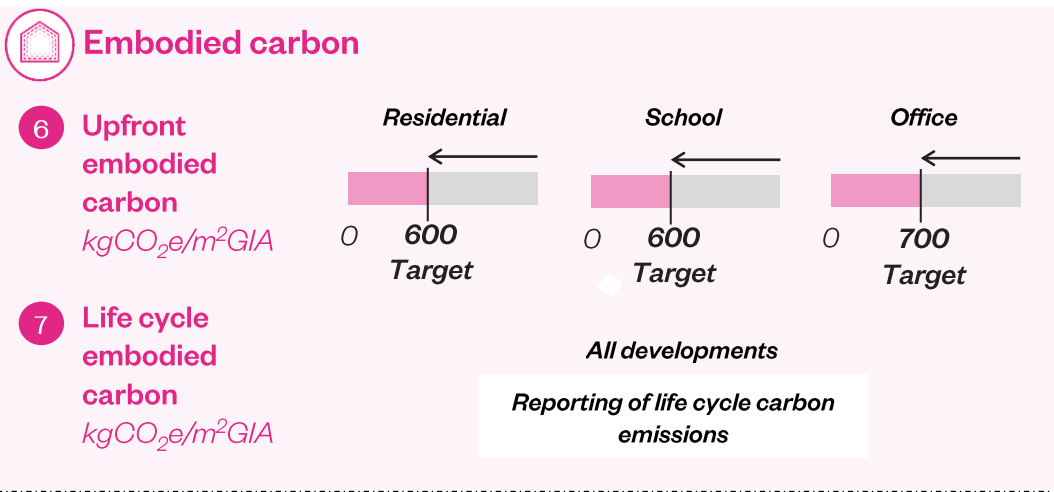 Embodied carbon
6
Upfront
embodied
carbon
kgCO₂e/m²GIA
Residential
0
600
Target
School
0
600
Target
Office
0
700
Target
7
Life cycle
embodied
carbon
kgCO₂e/m²GIA
All developments
Reporting of life cycle carbon
emissions